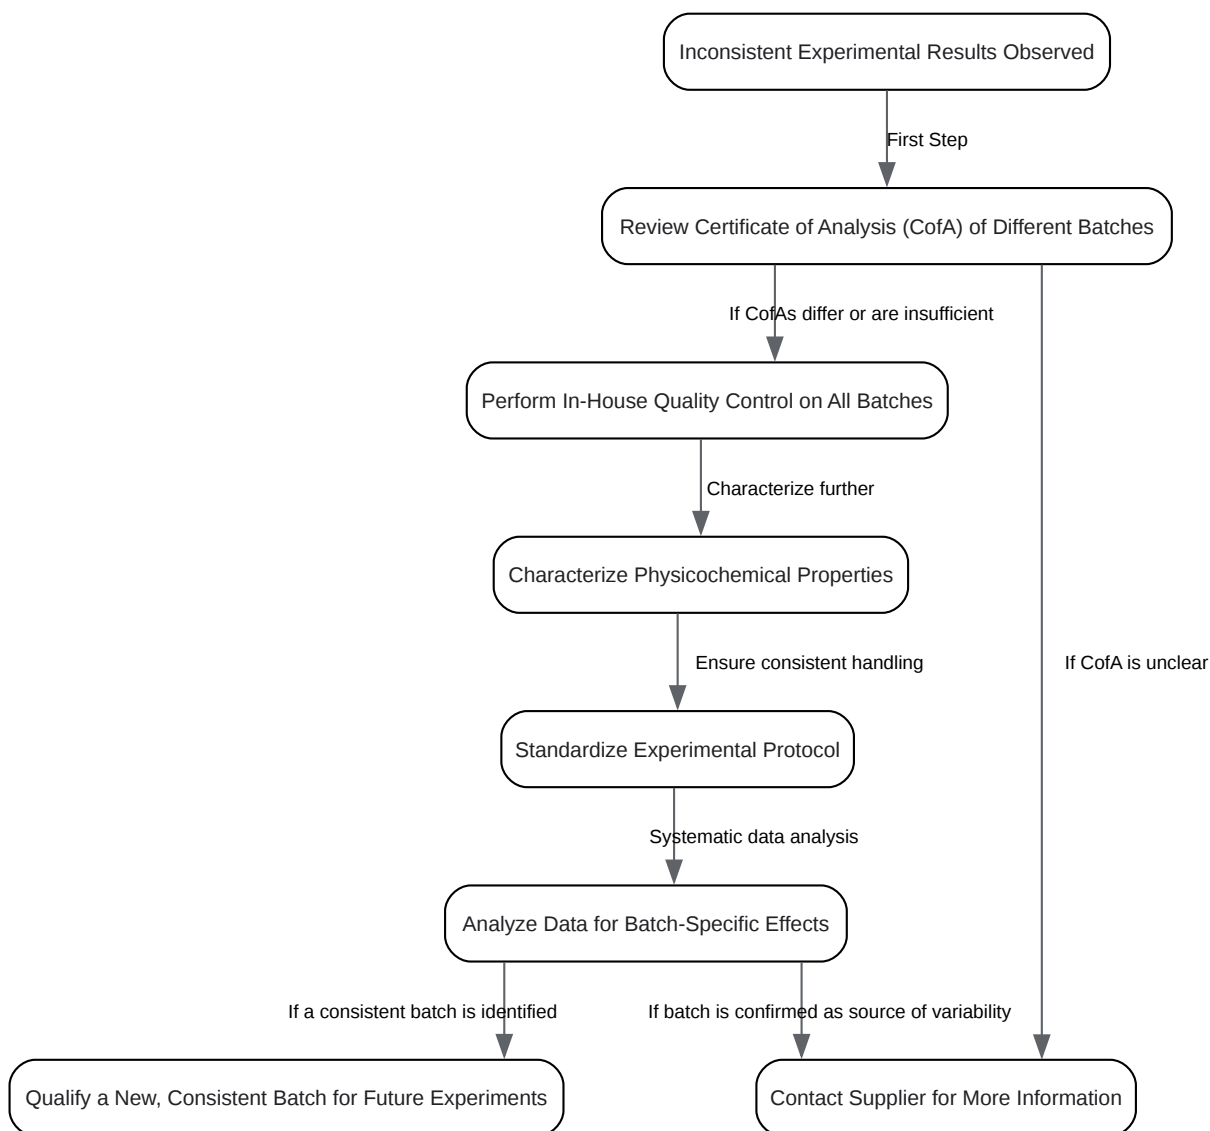 Inconsistent Experimental Results Observed
First Step
Review Certificate of Analysis (CofA) of Different Batches
If CofAs differ or are insufficient
Perform In-House Quality Control on All Batches
Characterize further
Characterize Physicochemical Properties
Ensure consistent handling
If CofA is unclear
Standardize Experimental Protocol
Systematic data analysis
Analyze Data for Batch-Specific Effects
If a consistent batch is identified
If batch is confirmed as source of variability
Qualify a New, Consistent Batch for Future Experiments
Contact Supplier for More Information